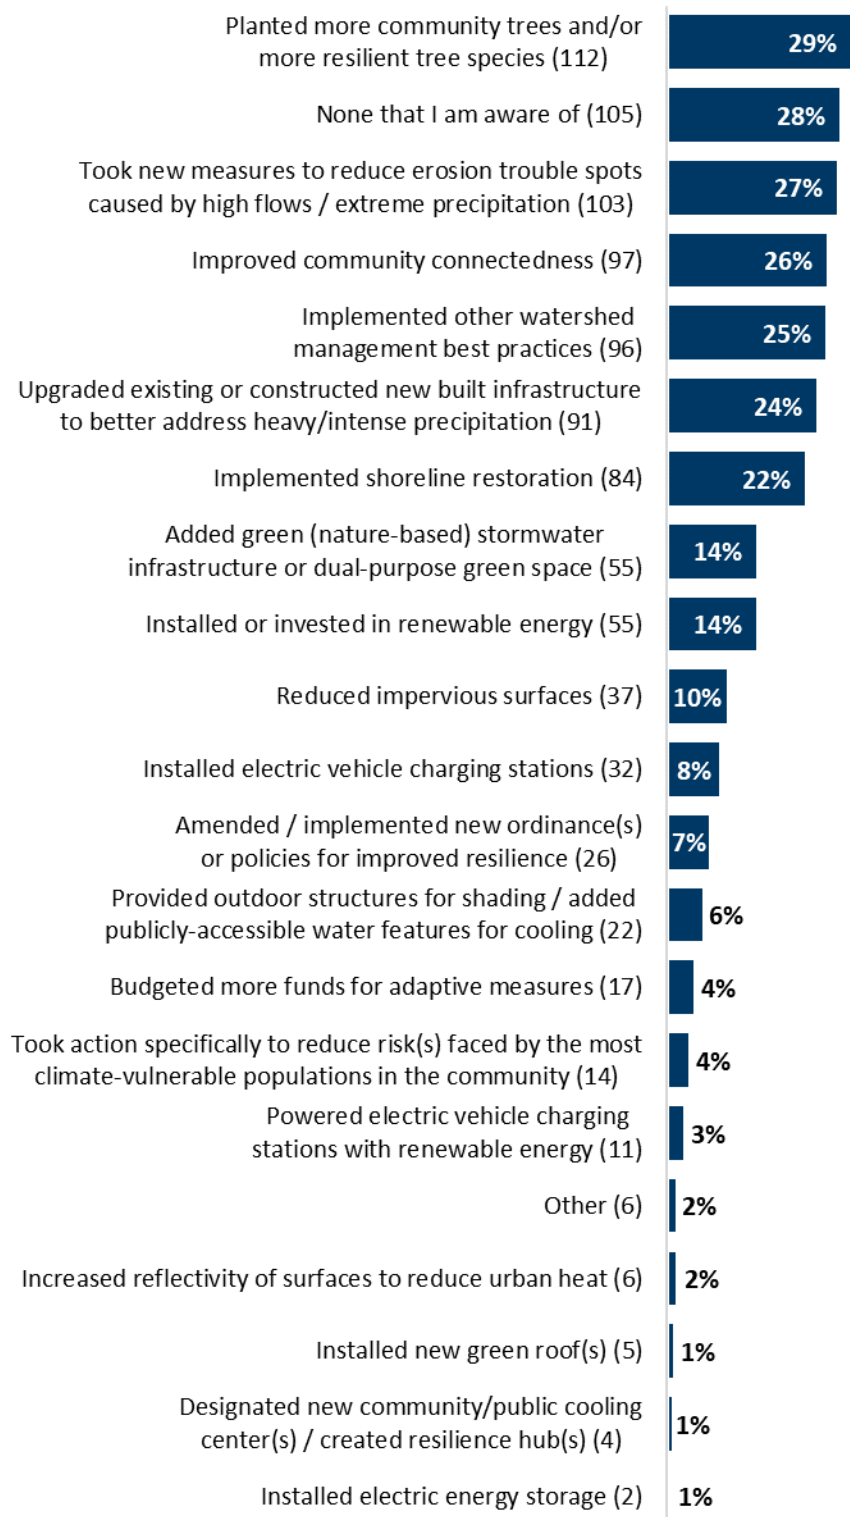 Planted more community trees and/or
more resilient tree species (112)
29%
None that I am aware of (105)
28%
Took new measures to reduce erosion trouble spots
caused by high flows / extreme precipitation (103)
27%
Improved community connectedness (97)
26%
Implemented other watershed
management best practices (96)
25%
Upgraded existing or constructed new built infrastructure
to better address heavy/intense precipitation (91)
24%
Implemented shoreline restoration (84)
22%
Added green (nature-based) stormwater
infrastructure or dual-purpose green space (55)
14%
Installed or invested in renewable energy (55)
14%
Reduced impervious surfaces (37)
10%
Installed electric vehicle charging stations (32)
8%
Amended / implemented new ordinance(s)
or policies for improved resilience (26)
7%
Provided outdoor structures for shading / added
publicly-accessible water features for cooling (22)
6%
Budgeted more funds for adaptive measures (17)
4%
Took action specifically to reduce risk(s) faced by the most
climate-vulnerable populations in the community (14)
4%
Powered electric vehicle charging
stations with renewable energy (11)
3%
Other (6)
2%
Increased reflectivity of surfaces to reduce urban heat (6)
2%
Installed new green roof(s) (5)
1%
Designated new community/public cooling
center(s) / created resilience hub(s) (4)
1%
Installed electric energy storage (2)
1%